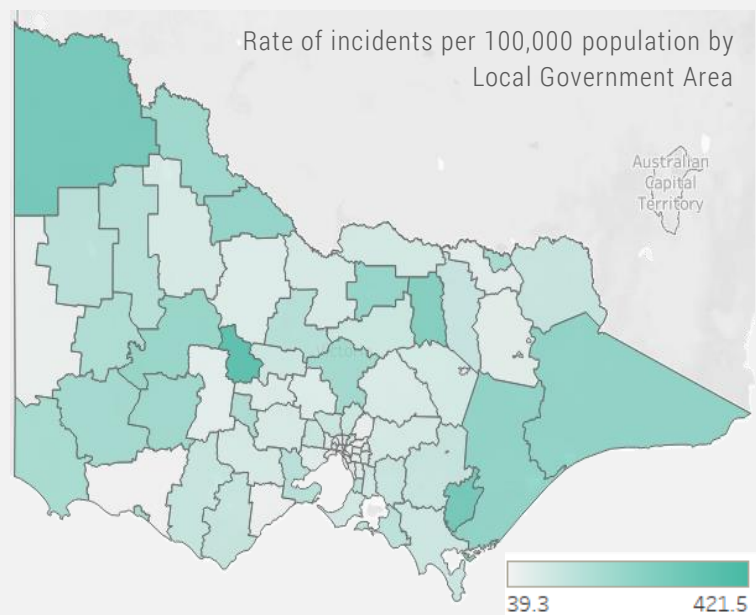 Rate of incidents per 100,000 population by
Local Government Area
Australian
Capital
Territory
39.3
421.5